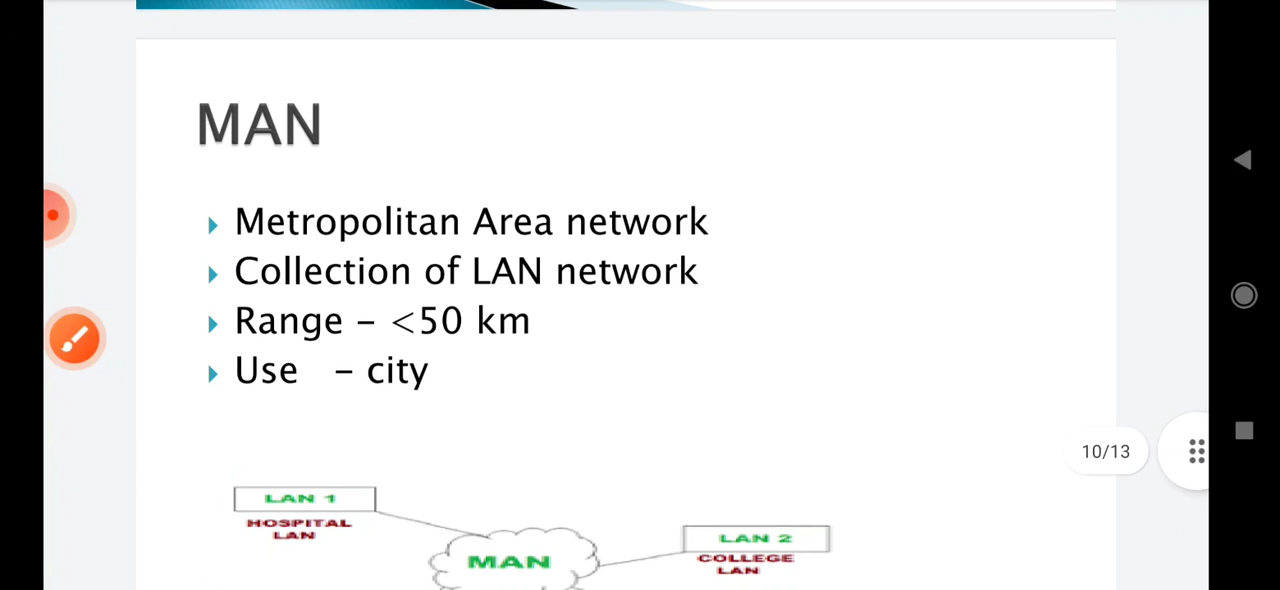 MAN
Metropolitan Area network
Collection of LAN network
Range – <50 km
Use – city
10/13
LAN 1
HOSPITAL
LAN
MAN
LAN 2
COLLEGE
LAN